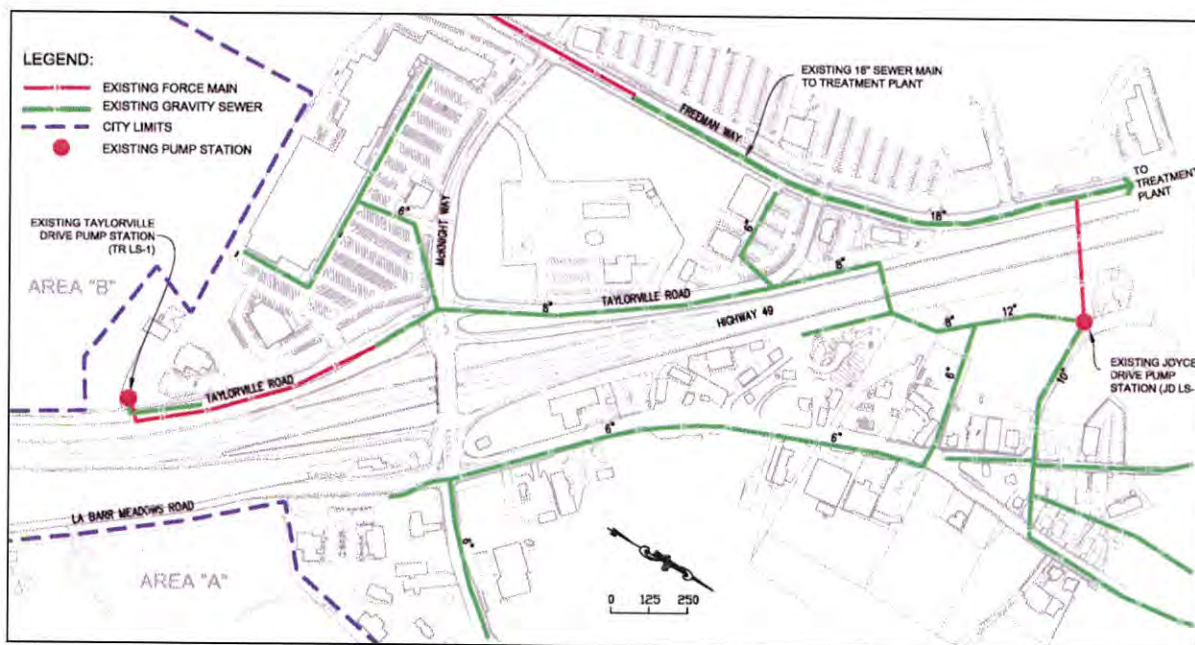 LEGEND:
EXISTING FORCE MAIN
EXISTING GRAVITY SEWER
CITY LIMITS
EXISTING PUMP STATION
EXISTING 18" SEWER MAIN
TO TREATMENT PLANT
FREEMAN WAY
TO
TREATMENT
PLANT
18"
McKNIGHT WAY
6"
6"
EXISTING TAYLORVILLE
DRIVE PUMP STATION
(TR LS-1)
AREA "B"
8"
TAYLORVILLE ROAD
8"
HIGHWAY 49
8"
12"
EXISTING JOYCE
DRIVE PUMP
STATION (JD LS-
10"
6"
TAYLORVILLE ROAD
6"
6"
LA BARR MEADOWS ROAD
6"
AREA "A"
0 125 250